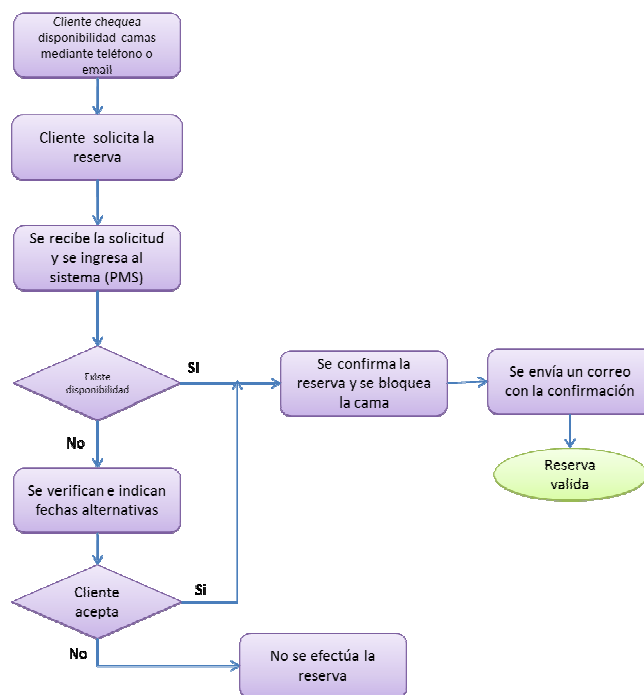 Cliente chequea
disponibilidad camas
mediante teléfono o
email
Cliente solicita la
reserva
Se recibe la solicitud
y se ingresa al
sistema (PMS)
Existe
disponibilidad
SI
Se confirma la
reserva y se bloquea
la cama
Se envía un correo
con la confirmación
Reserva
valida
No
Se verifican e indican
fechas alternativas
Cliente
acepta
Si
No
No se efectúa la
reserva